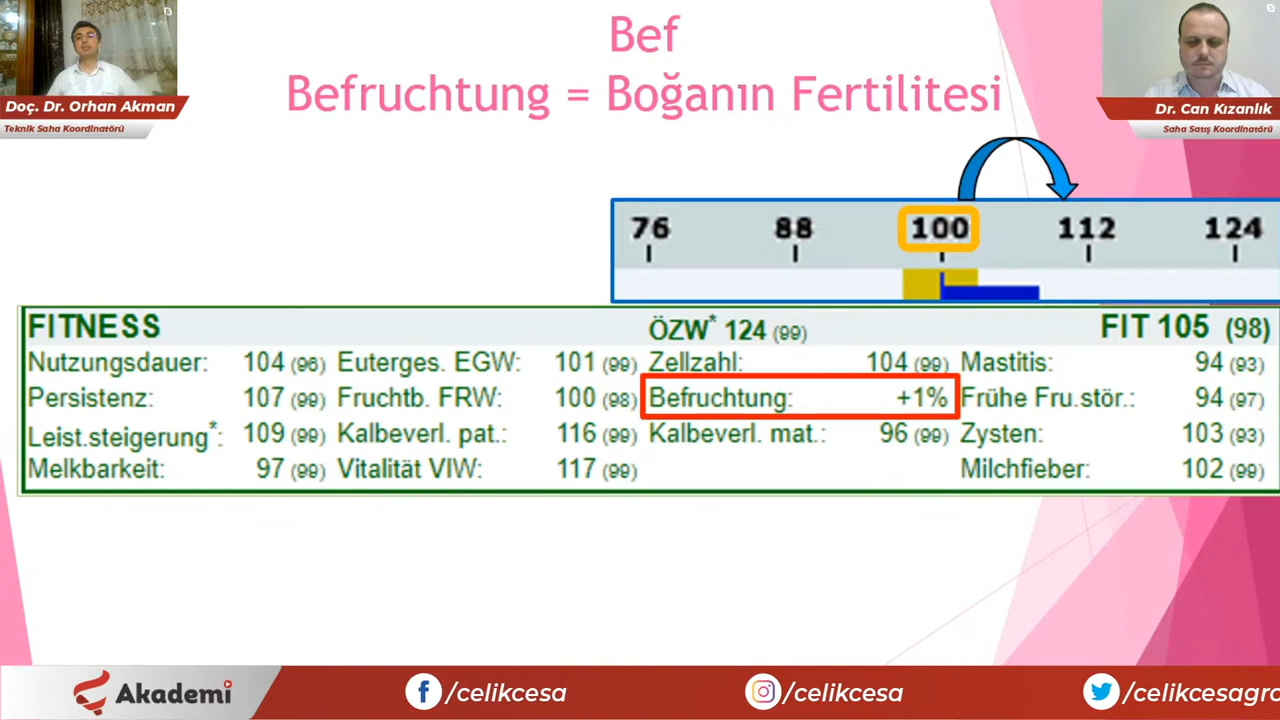 Bef
Befruchtung = Boğanın Fertilitesi
Doç. Dr. Orhan Akman
Teknik Saha Koordinatörü
Dr. Can Kızanlık
Saha Satış Koordinatörü
76 88 100 112 124
FITNESS ÖZW* 124 (99) FIT 105 (98)
Nutzungsdauer: 104 (96) Euterges. EGW: 101 (99) Zellzahl: 104 (99) Mastitis: 94 (93)
Persistenz: 107 (99) Fruchtb. FRW: 100 (98) Befruchtung: +1% Frühe Fru.stör.: 94 (97)
Leist.steigerung*: 109 (99) Kalbeverl. pat.: 116 (99) Kalbeverl. mat.: 96 (99) Zysten: 103 (93)
Melkbarkeit: 97 (99) Vitalität VIW: 117 (99) Milchfieber: 102 (99)
Akademi /celikcesa /celikcesa /celikcesagro